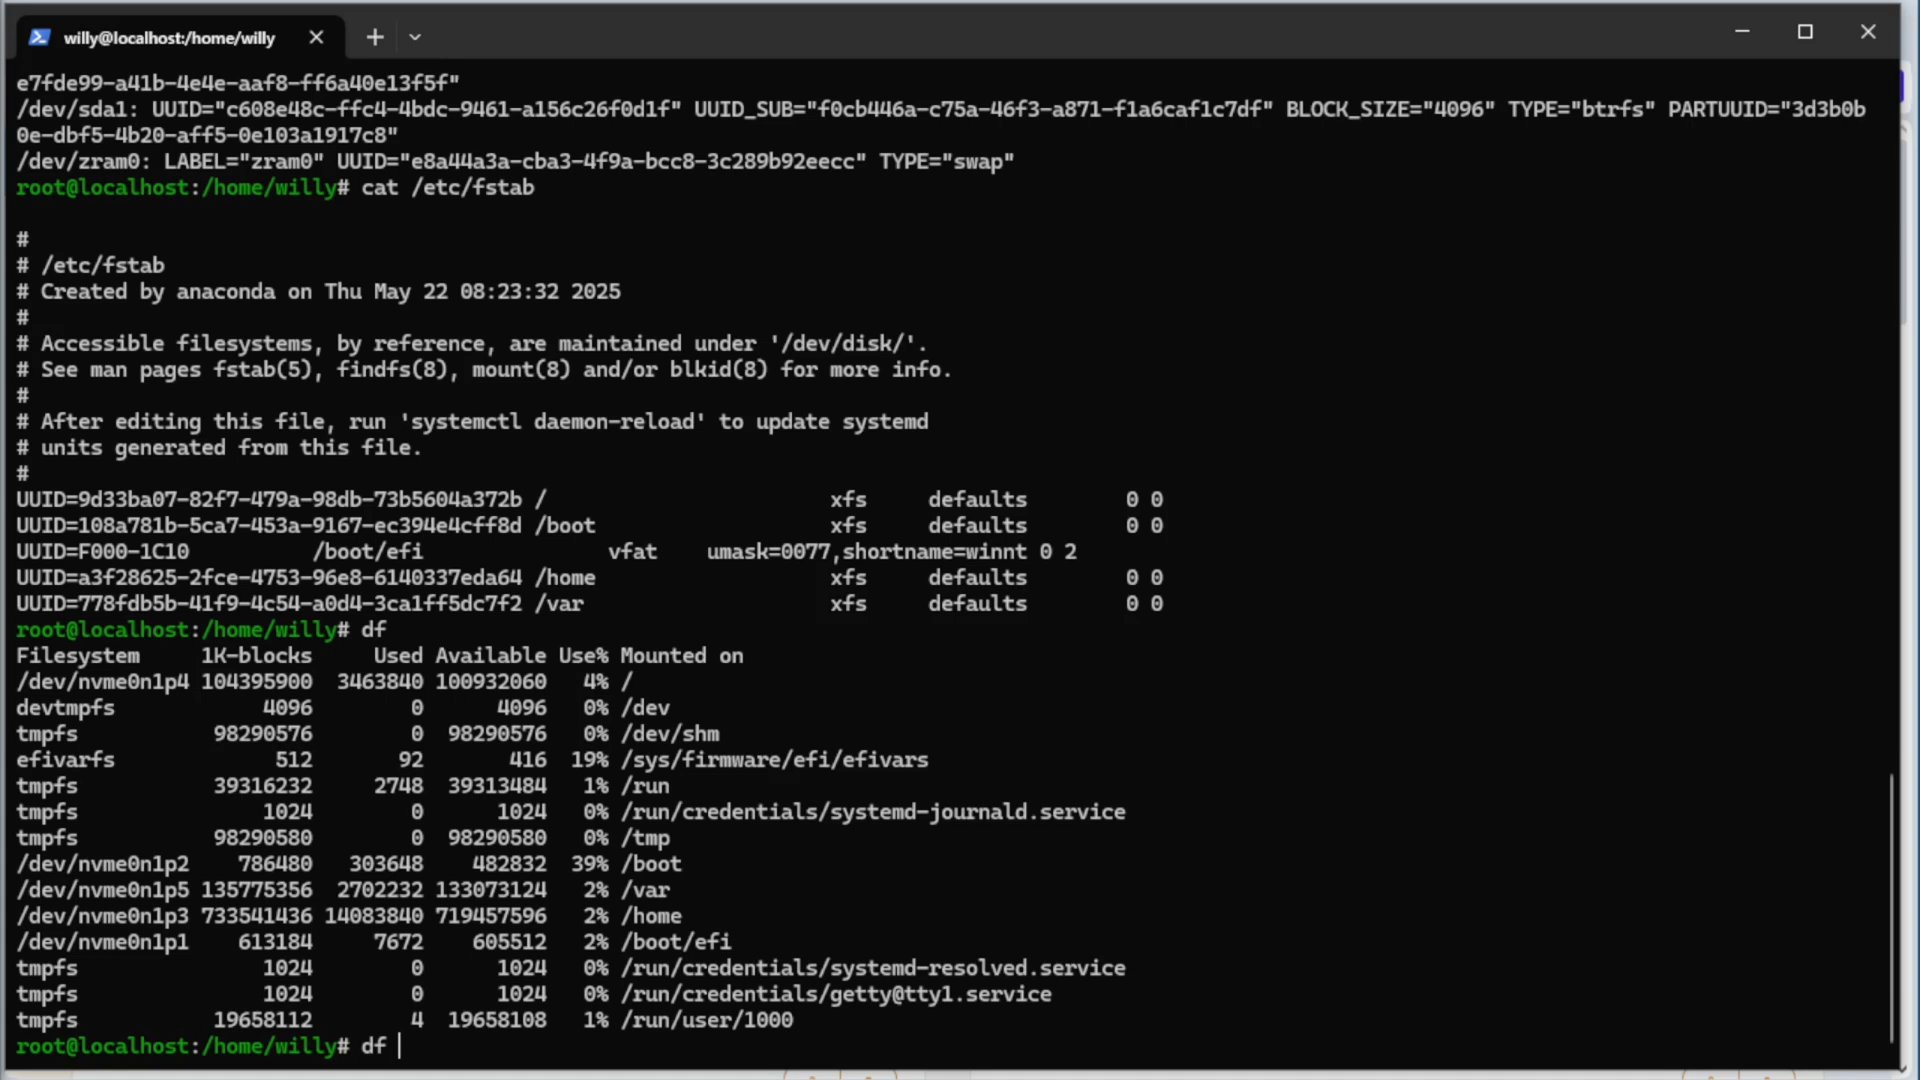 willy@localhost:/home/willy
e7fde99-a41b-4e4e-aaf8-ff6a40e13f5f"
/dev/sda1: UUID="c608e48c-ffc4-4bdc-9461-a156c26f0d1f" UUID_SUB="f0cb446a-c75a-46f3-a871-f1a6caf1c7df" BLOCK_SIZE="4096" TYPE="btrfs" PARTUUID="3d3b0b
0e-dbf5-4b20-aff5-0e103a1917c8"
/dev/zram0: LABEL="zram0" UUID="e8a44a3a-cba3-4f9a-bcc8-3c289b92eecc" TYPE="swap"
root@localhost:/home/willy# cat /etc/fstab
#
# /etc/fstab
# Created by anaconda on Thu May 22 08:23:32 2025
#
# Accessible filesystems, by reference, are maintained under '/dev/disk/'.
# See man pages fstab(5), findfs(8), mount(8) and/or blkid(8) for more info.
#
# After editing this file, run 'systemctl daemon-reload' to update systemd
# units generated from this file.
#
UUID=9d33ba07-82f7-479a-98db-73b5604a372b / xfs defaults 0 0
UUID=108a781b-5ca7-453a-9167-ec394e4cff8d /boot xfs defaults 0 0
UUID=F000-1C10 /boot/efi vfat umask=0077,shortname=winnt 0 2
UUID=a3f28625-2fce-4753-96e8-6140337eda64 /home xfs defaults 0 0
UUID=778fdb5b-41f9-4c54-a0d4-3ca1ff5dc7f2 /var xfs defaults 0 0
root@localhost:/home/willy# df
Filesystem 1K-blocks Used Available Use% Mounted on
/dev/nvme0n1p4 104395900 3463840 100932060 4% /
devtmpfs 4096 0 4096 0% /dev
tmpfs 98290576 0 98290576 0% /dev/shm
efivarfs 512 92 416 19% /sys/firmware/efi/efivars
tmpfs 39316232 2748 39313484 1% /run
tmpfs 1024 0 1024 0% /run/credentials/systemd-journald.service
tmpfs 98290580 0 98290580 0% /tmp
/dev/nvme0n1p2 786480 303648 482832 39% /boot
/dev/nvme0n1p5 135775356 2702232 133073124 2% /var
/dev/nvme0n1p3 733541436 14083840 719457596 2% /home
/dev/nvme0n1p1 613184 7672 605512 2% /boot/efi
tmpfs 1024 0 1024 0% /run/credentials/systemd-resolved.service
tmpfs 1024 0 1024 0% /run/credentials/getty@tty1.service
tmpfs 19658112 4 19658108 1% /run/user/1000
root@localhost:/home/willy# df